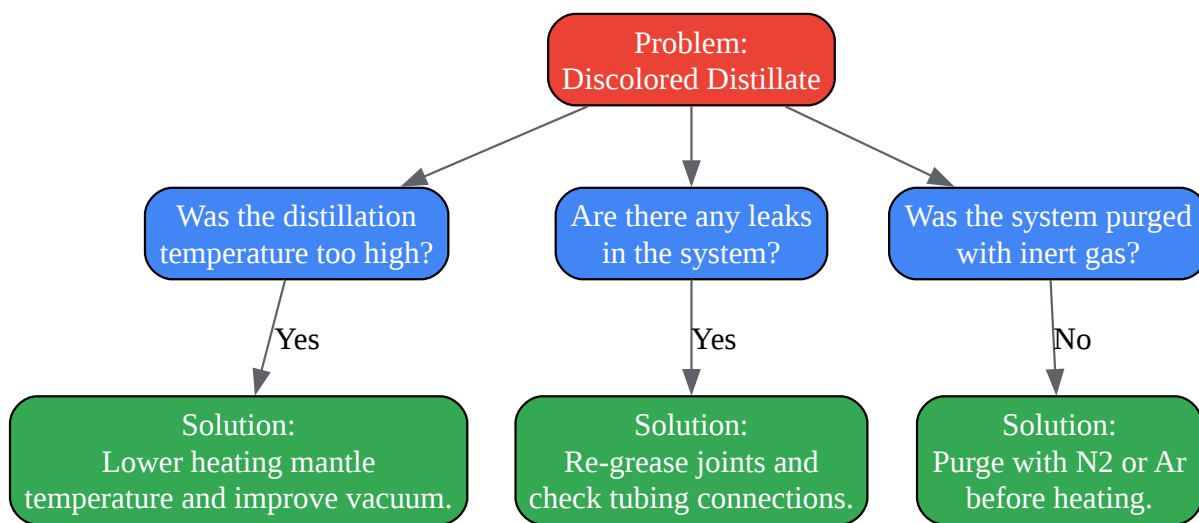 Problem:
Discolored Distillate
Was the distillation
temperature too high?
Are there any leaks
in the system?
Was the system purged
with inert gas?
Yes
Yes
No
Solution:
Lower heating mantle
temperature and improve vacuum.
Solution:
Re-grease joints and
check tubing connections.
Solution:
Purge with N2 or Ar
before heating.